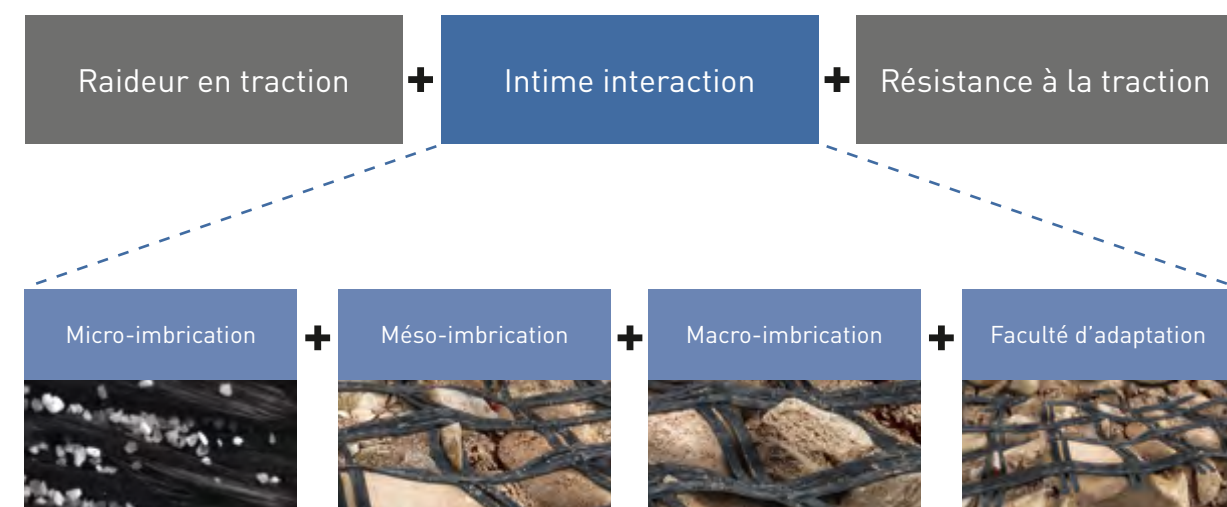 Raideur en traction + Intime interaction + Résistance à la traction
Micro-imbrication + Méso-imbrication + Macro-imbrication + Faculté d'adaptation